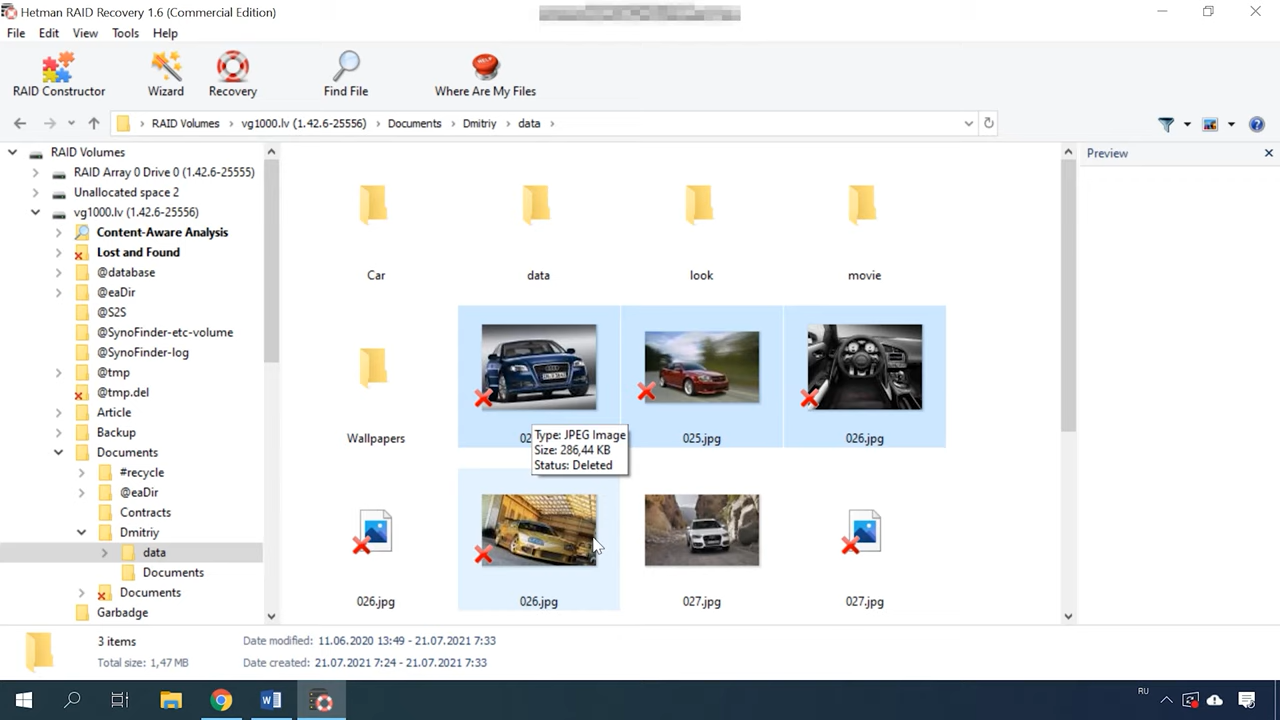 Hetman RAID Recovery 1.6 (Commercial Edition)
File Edit View Tools Help
RAID Constructor Wizard Recovery Find File Where Are My Files
RAID Volumes vg1000.lv (1.42.6-25556) Documents Dmitriy data
RAID Volumes
RAID Array 0 Drive 0 (1.42.6-25555)
Unallocated space 2
vg1000.lv (1.42.6-25556)
Content-Aware Analysis
Lost and Found
@database
@eaDir
@S2S
@SynoFinder-etc-volume
@SynoFinder-log
@tmp
@tmp.del
Article
Backup
Documents
#recycle
@eaDir
Contracts
Dmitriy
data
Documents
Documents
Garbadge
Car data look movie
Wallpapers 02 025.jpg 026.jpg
Type: JPEG Image
Size: 286,44 KB
Status: Deleted
026.jpg 026.jpg 027.jpg 027.jpg
Preview
3 items Date modified: 11.06.2020 13:49 - 21.07.2021 7:33
Total size: 1,47 MB Date created: 21.07.2021 7:24 - 21.07.2021 7:33
RU